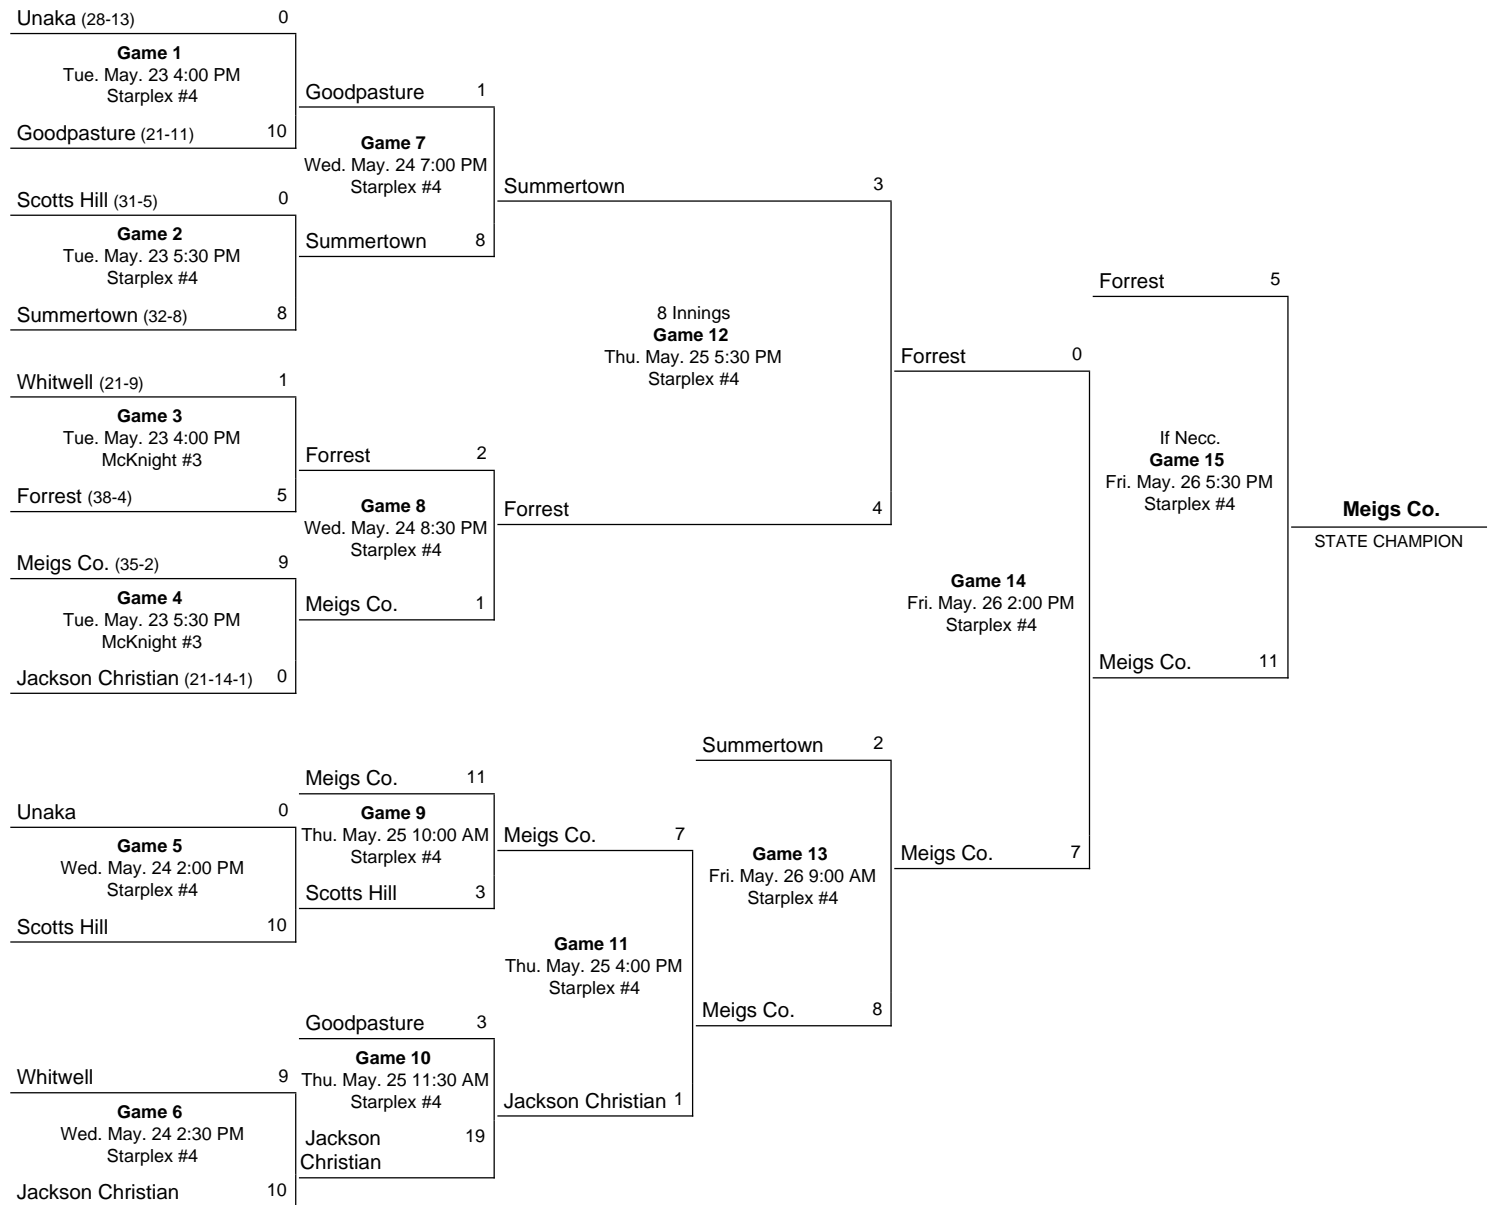 Unaka (28-13) 0
Game 1
Tue. May. 23 4:00 PM
Starplex #4
Goodpasture (21-11) 10
Scotts Hill (31-5) 0
Game 2
Tue. May. 23 5:30 PM
Starplex #4
Summertown (32-8) 8
Whitwell (21-9) 1
Game 3
Tue. May. 23 4:00 PM
McKnight #3
Forrest (38-4) 5
Meigs Co. (35-2) 9
Game 4
Tue. May. 23 5:30 PM
McKnight #3
Jackson Christian (21-14-1) 0
Unaka 0
Game 5
Wed. May. 24 2:00 PM
Starplex #4
Scotts Hill 10
Whitwell 9
Game 6
Wed. May. 24 2:30 PM
Starplex #4
Jackson Christian 10
Goodpasture 1
Game 7
Wed. May. 24 7:00 PM
Starplex #4
Summertown 8
Forrest 2
Game 8
Wed. May. 24 8:30 PM
Starplex #4
Meigs Co. 1
Meigs Co. 11
Game 9
Thu. May. 25 10:00 AM
Starplex #4
Scotts Hill 3
Goodpasture 3
Game 10
Thu. May. 25 11:30 AM
Starplex #4
Jackson 19
Christian
Summertown 3
8 Innings
Game 12
Thu. May. 25 5:30 PM
Starplex #4
Forrest 4
Meigs Co. 7
Game 11
Thu. May. 25 4:00 PM
Starplex #4
Jackson Christian 1
Summertown 2
Game 13
Fri. May. 26 9:00 AM
Starplex #4
Meigs Co. 8
Forrest 0
Game 14
Fri. May. 26 2:00 PM
Starplex #4
Meigs Co. 7
Forrest 5
If Necc.
Game 15
Fri. May. 26 5:30 PM
Starplex #4
Meigs Co. 11
Meigs Co.
STATE CHAMPION